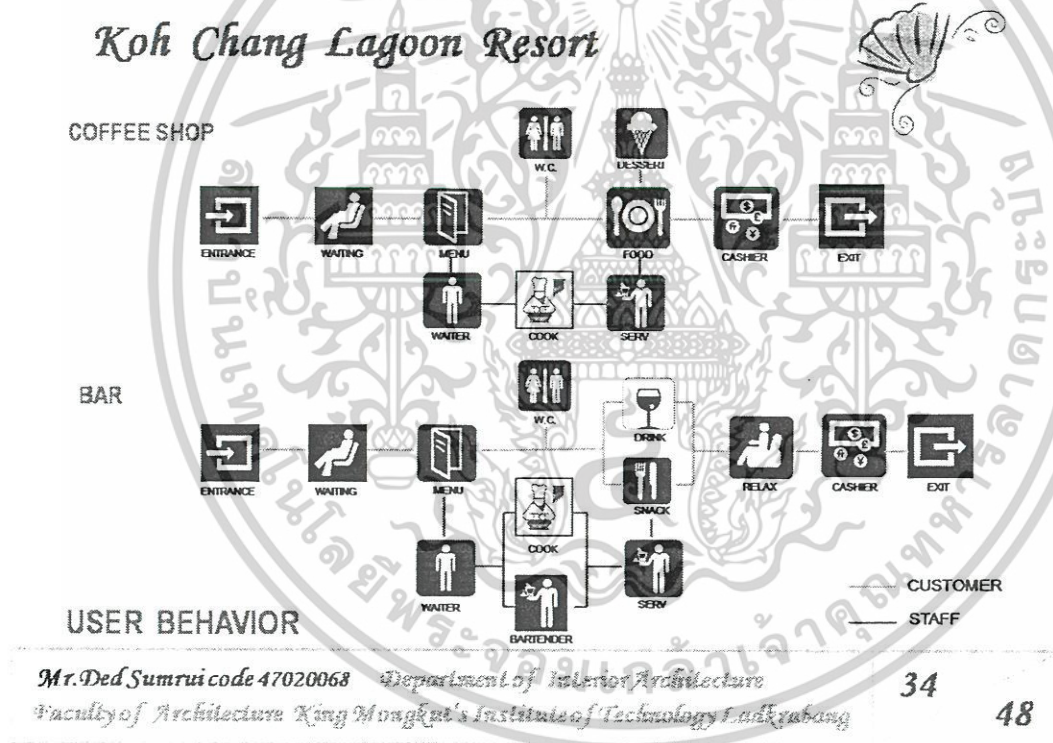 Koh Chang Lagoon Resort
COFFEE SHOP
W.C.
DESSERT
ENTRANCE
WAITING
MENU
FOOD
CASHIER
EXIT
WAITER
COOK
SERV
BAR
W.C.
DRINK
ENTRANCE
WAITING
MENU
SNACK
RELAX
CASHIER
EXIT
COOK
WAITER
BARTENDER
SERV
CUSTOMER
STAFF
USER BEHAVIOR
Mr.Ded Sumrui code 47020068 Department of Interior Architecture
Faculty of Architecture King Mongkut's Institute of Technology Ladkrabang
34
48